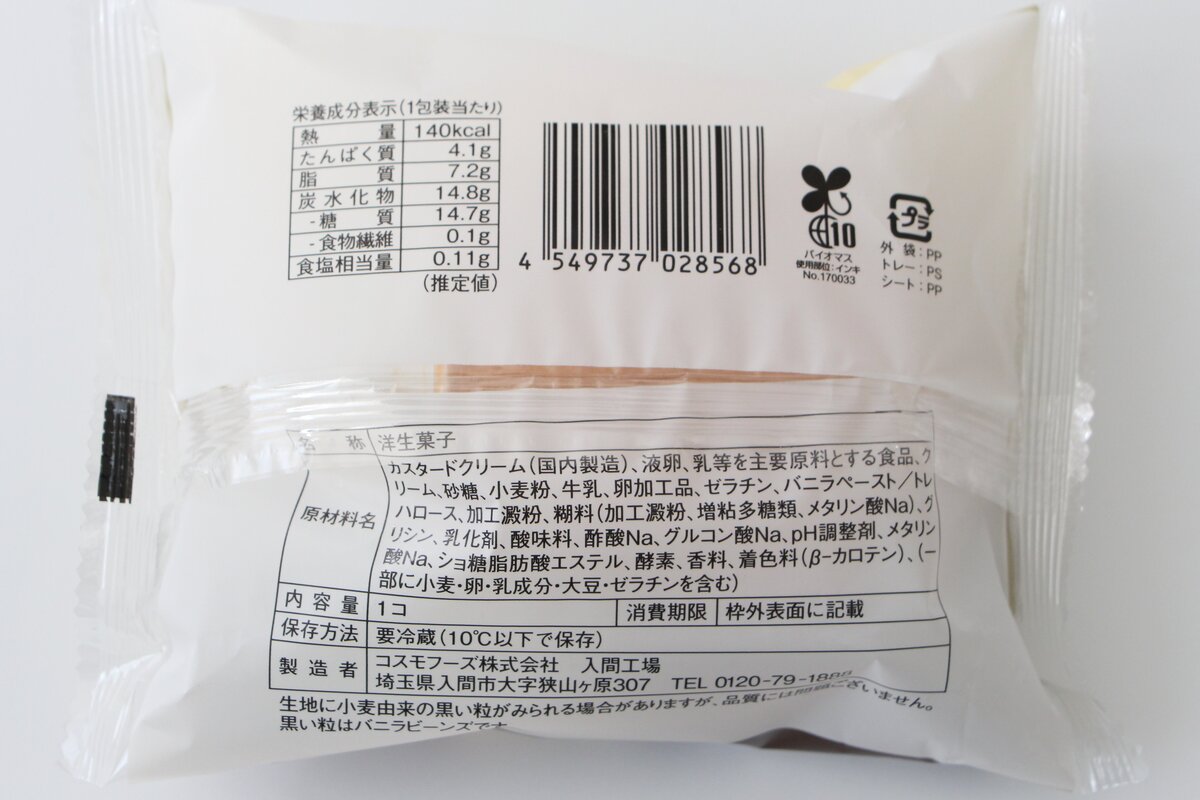 栄養成分表示(1包装当たり)
熱量 140kcal
たんぱく質 4.1g
脂質 7.2g
炭水化物 14.8g
-糖質 14.7g
-食物繊維 0.1g
食塩相当量 0.11g
(推定値)
4 549737 028568
10
バイオマス
使用部位:インキ
No.170033
プラ
外袋:PP
トレー:PS
シート:PP
名称 洋生菓子
原材料名
カスタードクリーム(国内製造)、液卵、乳等を主要原料とする食品、ク
リーム、砂糖、小麦粉、牛乳、卵加工品、ゼラチン、バニラペースト/トレ
ハロース、加工澱粉、糊料(加工澱粉、増粘多糖類、メタリン酸Na)、グ
リシン、乳化剤、酸味料、酢酸Na、グルコン酸Na、pH調整剤、メタリン
酸Na、ショ糖脂肪酸エステル、酵素、香料、着色料(β-カロテン)、(一
部に小麦・卵・乳成分・大豆・ゼラチンを含む)
内容量 1コ 消費期限 枠外表面に記載
保存方法 要冷蔵(10℃以下で保存)
製造者 コスモフーズ株式会社 入間工場
埼玉県入間市大字狭山ヶ原307 TEL 0120-79-1888
生地に小麦由来の黒い粒がみられる場合がありますが、品質には問題ございません。
黒い粒はバニラビーンズです